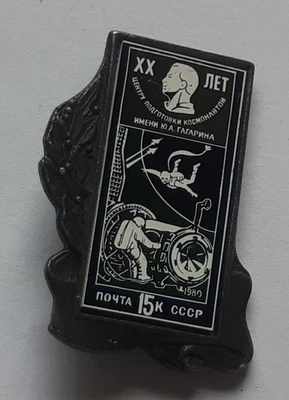 XX ЛЕТ
ЦЕНТРУ ПОДГОТОВКИ КОСМОНАВТОВ
ИМЕНИ Ю.А. ГАГАРИНА
1980
ПОЧТА 15К СССР